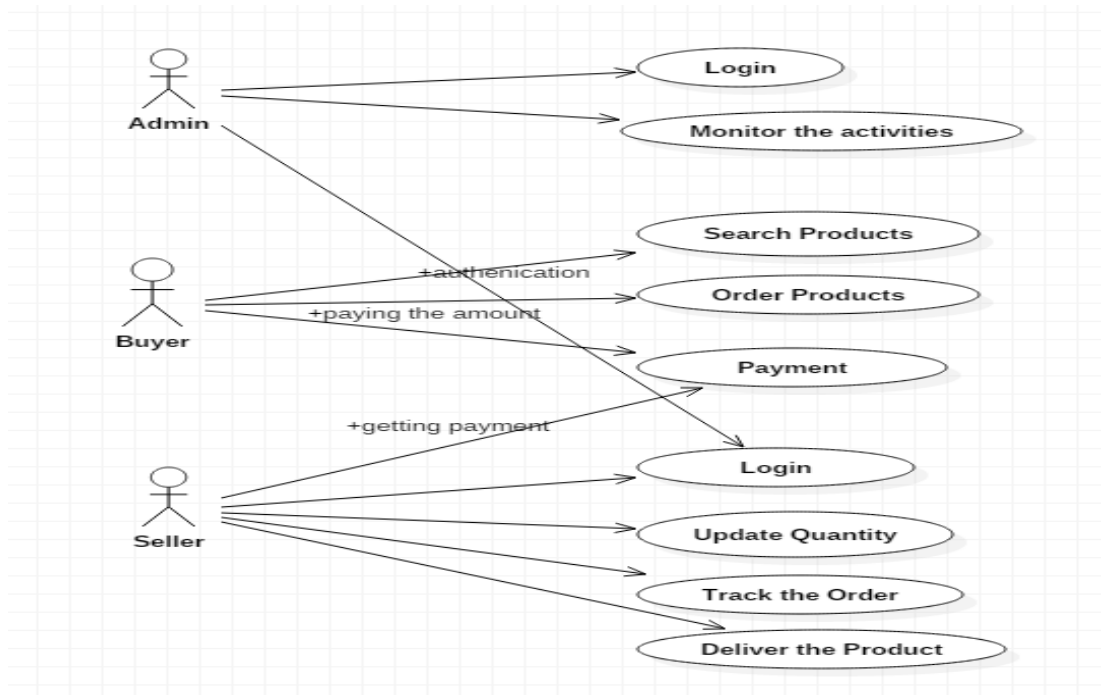 Login
Admin
Monitor the activities
Search Products
+authenication
Order Products
+paying the amount
Buyer
Payment
+getting payment
Login
Update Quantity
Seller
Track the Order
Deliver the Product